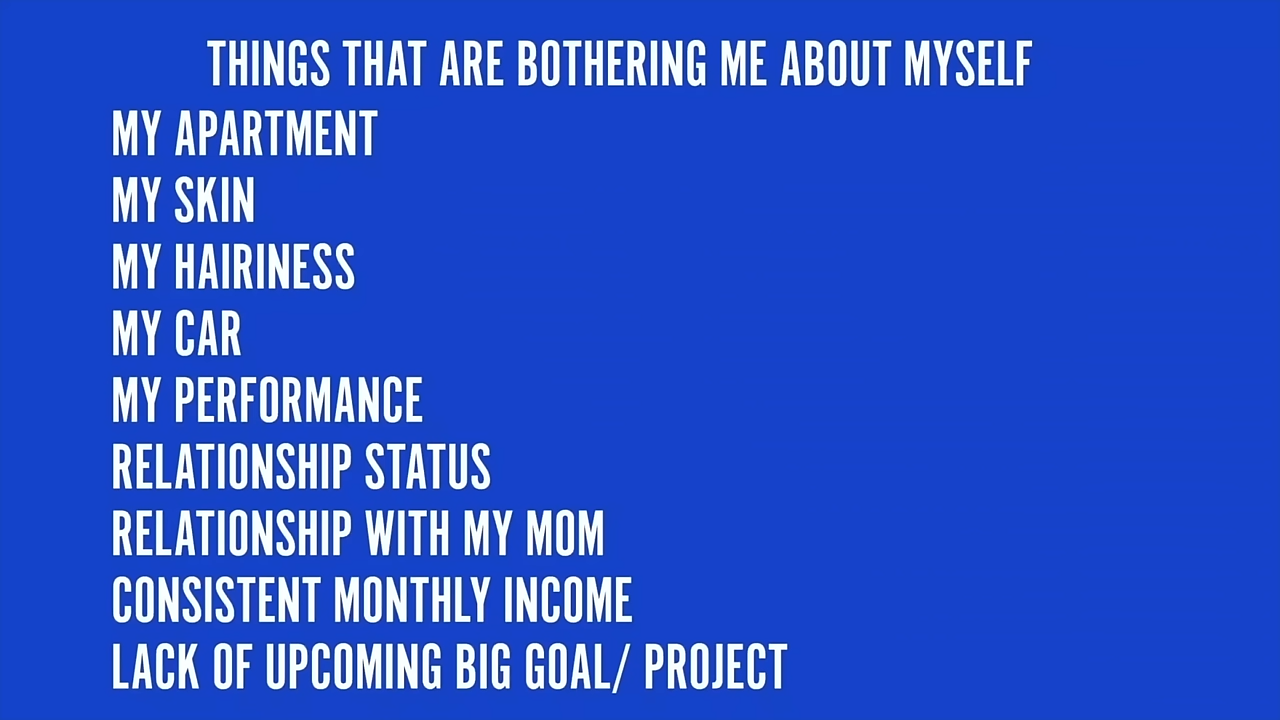 THINGS THAT ARE BOTHERING ME ABOUT MYSELF
MY APARTMENT
MY SKIN
MY HAIRINESS
MY CAR
MY PERFORMANCE
RELATIONSHIP STATUS
RELATIONSHIP WITH MY MOM
CONSISTENT MONTHLY INCOME
LACK OF UPCOMING BIG GOAL/ PROJECT